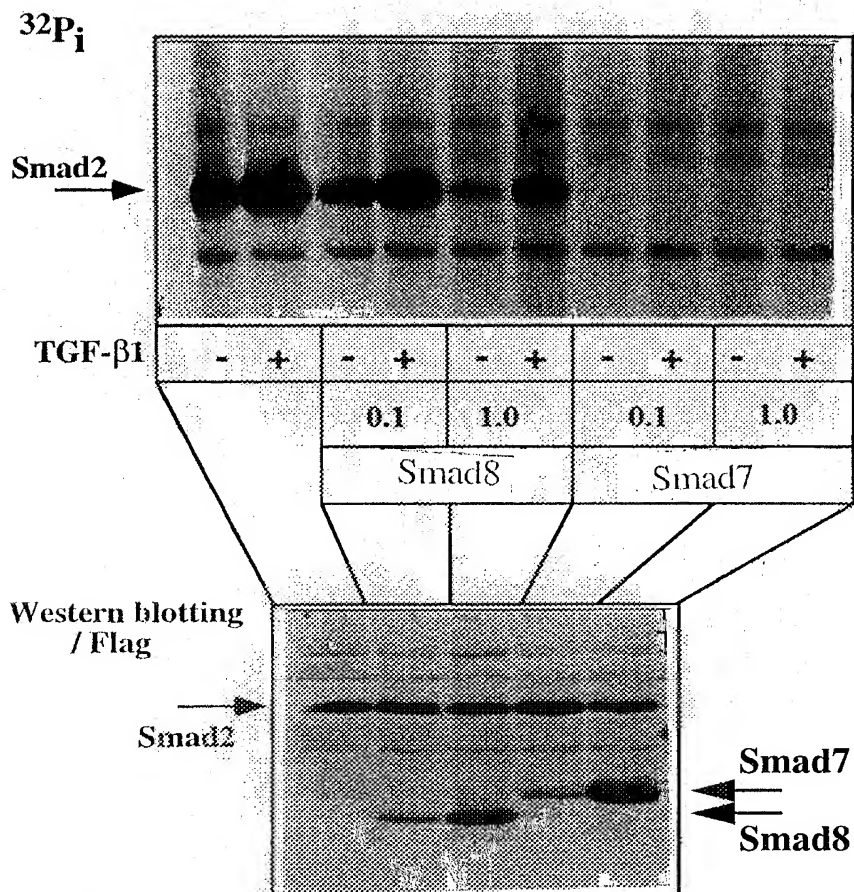 32Pi
Smad2
TGF-β1 - + - + - + - + - +
0.1 1.0 0.1 1.0
Smad8 Smad7
Western blotting
/ Flag
Smad2
Smad7
Smad8